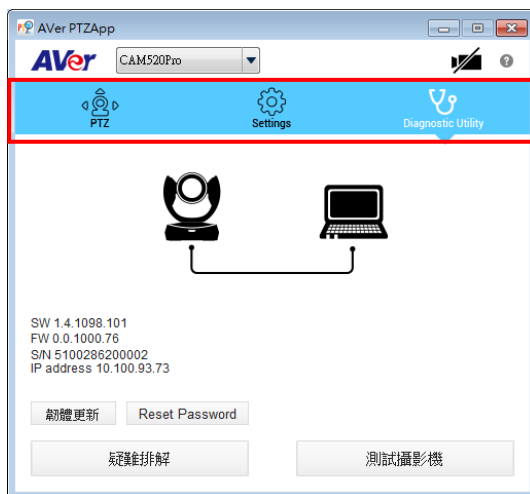 AVer PTZApp
AVer CAM520Pro
PTZ Settings Diagnostic Utility
SW 1.4.1098.101
FW 0.0.1000.76
S/N 5100286200002
IP address 10.100.93.73
韌體更新 Reset Password
疑難排解 測試攝影機